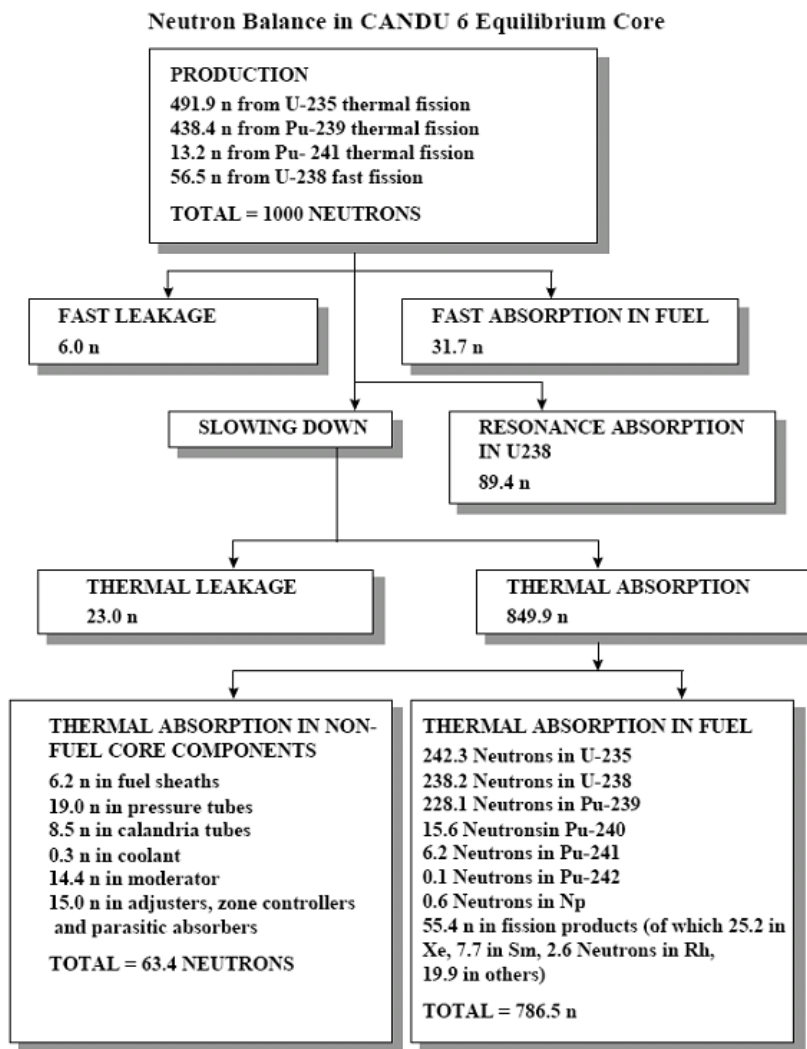 Neutron Balance in CANDU 6 Equilibrium Core
PRODUCTION
491.9 n from U-235 thermal fission
438.4 n from Pu-239 thermal fission
13.2 n from Pu- 241 thermal fission
56.5 n from U-238 fast fission
TOTAL = 1000 NEUTRONS
FAST LEAKAGE
6.0 n
FAST ABSORPTION IN FUEL
31.7 n
SLOWING DOWN
RESONANCE ABSORPTION
IN U238
89.4 n
THERMAL LEAKAGE
23.0 n
THERMAL ABSORPTION
849.9 n
THERMAL ABSORPTION IN NON-
FUEL CORE COMPONENTS
6.2 n in fuel sheaths
19.0 n in pressure tubes
8.5 n in calandria tubes
0.3 n in coolant
14.4 n in moderator
15.0 n in adjusters, zone controllers
and parasitic absorbers
TOTAL = 63.4 NEUTRONS
THERMAL ABSORPTION IN FUEL
242.3 Neutrons in U-235
238.2 Neutrons in U-238
228.1 Neutrons in Pu-239
15.6 Neutronsin Pu-240
6.2 Neutrons in Pu-241
0.1 Neutrons in Pu-242
0.6 Neutrons in Np
55.4 n in fission products (of which 25.2 in
Xe, 7.7 in Sm, 2.6 Neutrons in Rh,
19.9 in others)
TOTAL = 786.5 n